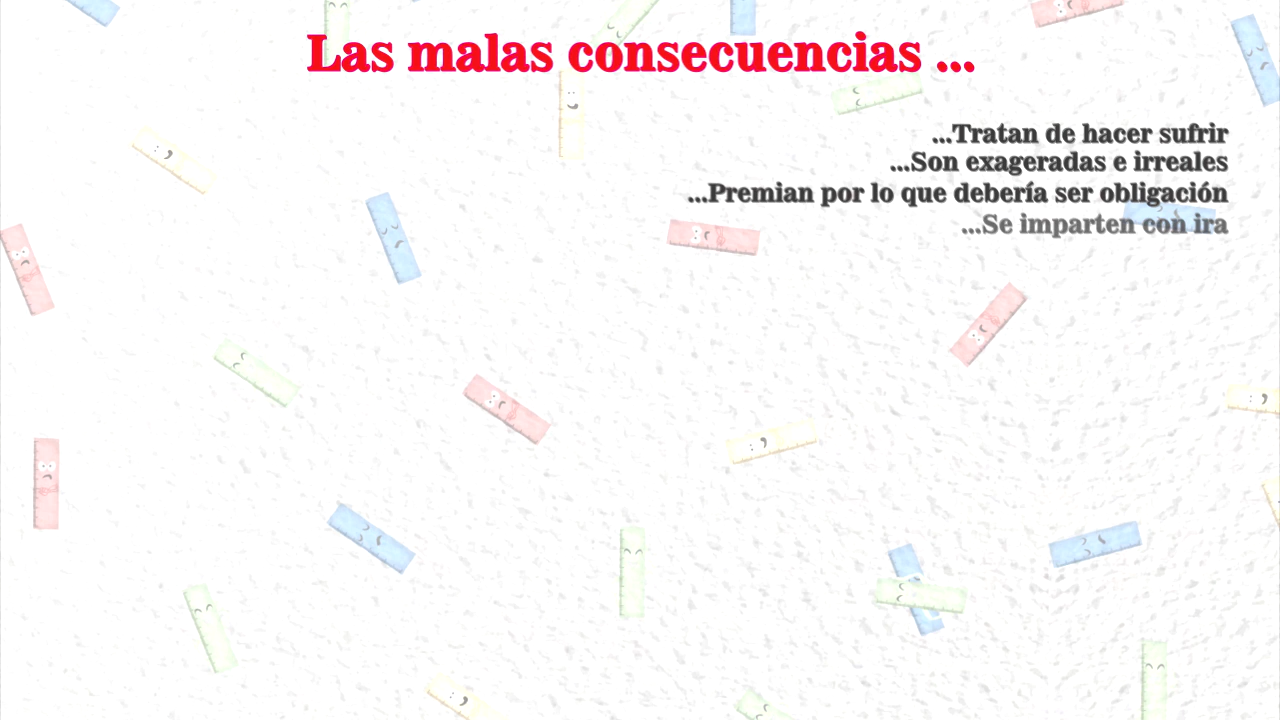 Las malas consecuencias ...
...Tratan de hacer sufrir
...Son exageradas e irreales
...Premian por lo que debería ser obligación
...Se imparten con ira